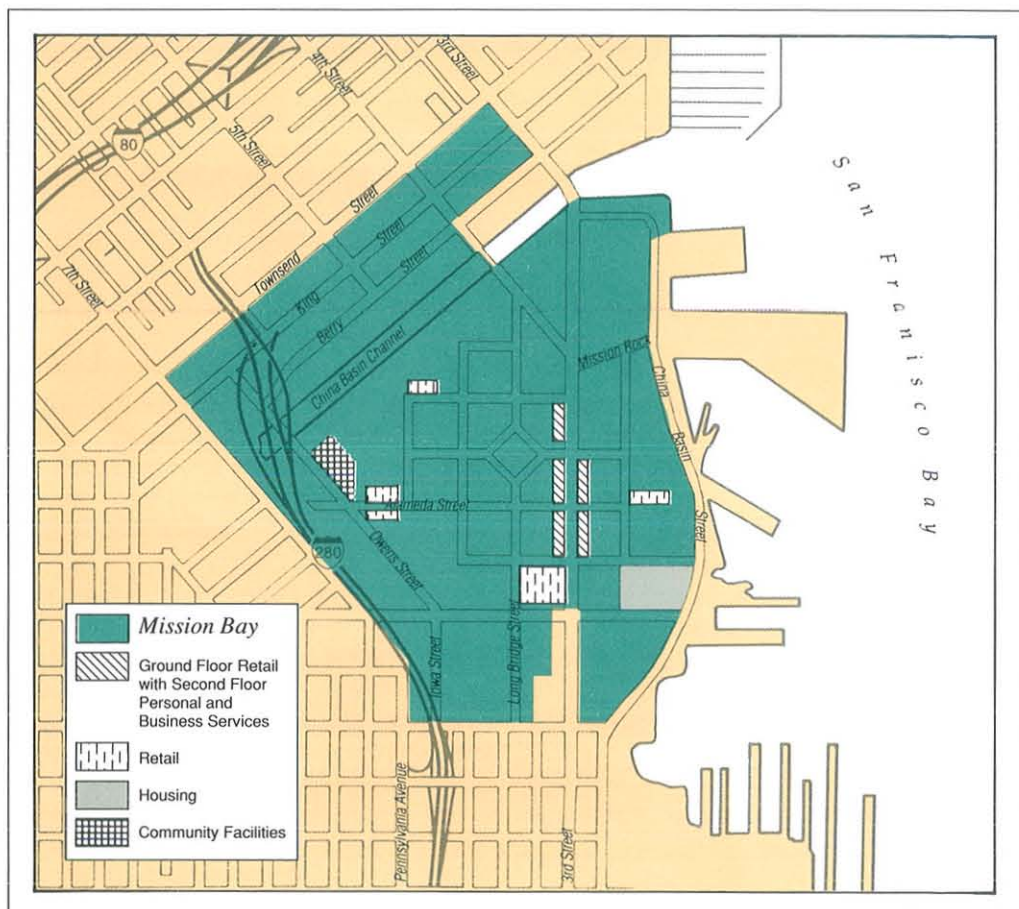 3rd Street
4th Street
5th Street
7th Street
80
Townsend Street
King Street
Berry Street
China Basin Channel
Mission Rock
China Basin Street
San Franisco Bay
Alameda Street
Owens Street
280
Iowa Street
Long Bridge Street
Pennsylvania Avenue
3rd Street
Mission Bay
Ground Floor Retail
with Second Floor
Personal and
Business Services
Retail
Housing
Community Facilities